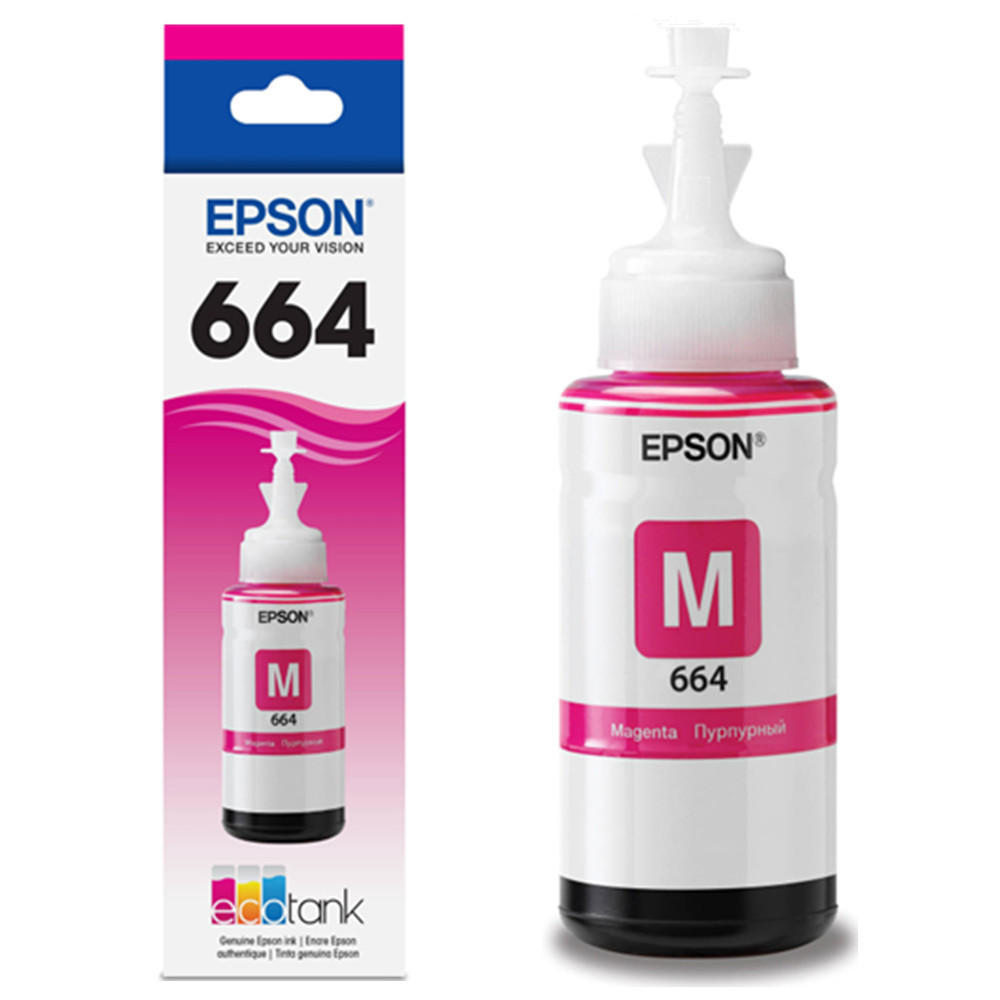 EPSON®
EXCEED YOUR VISION
664
EPSON®
M
664
Magenta Пурпурный
ecotank
Genuine Epson ink | Encre Epson
authentique | Tinta genuina Epson
EPSON®
M
664
Magenta Пурпурный